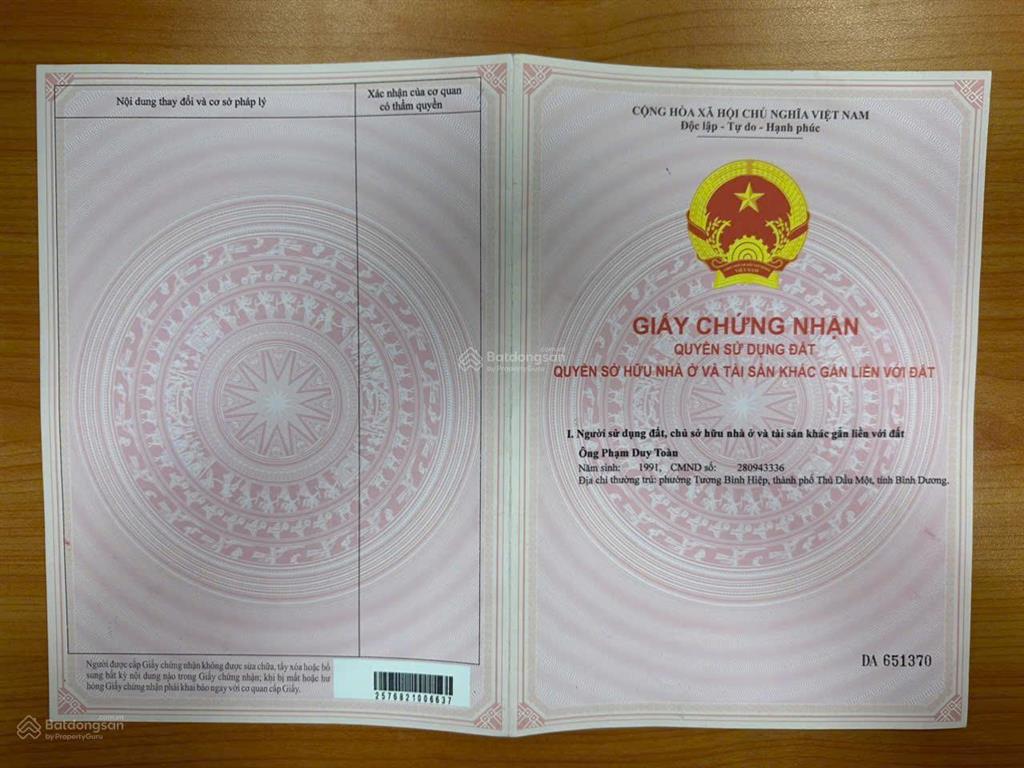 Nội dung thay đổi và cơ sở pháp lý
Xác nhận của cơ quan
có thẩm quyền
Người được cấp Giấy chứng nhận không được sửa chữa, tẩy xóa hoặc bổ
sung bất kỳ nội dung nào trong Giấy chứng nhận; khi bị mất hoặc hư
hỏng Giấy chứng nhận phải khai báo ngay với cơ quan cấp Giấy.
2576821006637
CỘNG HÒA XÃ HỘI CHỦ NGHĨA VIỆT NAM
Độc lập - Tự do - Hạnh phúc
VIỆT NAM
GIẤY CHỨNG NHẬN
QUYỀN SỬ DỤNG ĐẤT
QUYỀN SỞ HỮU NHÀ Ở VÀ TÀI SẢN KHÁC GẮN LIỀN VỚI ĐẤT
I. Người sử dụng đất, chủ sở hữu nhà ở và tài sản khác gắn liền với đất
Ông Phạm Duy Toàn
Năm sinh: 1991, CMND số: 280943336
Địa chỉ thường trú: phường Tương Bình Hiệp, thành phố Thủ Dầu Một, tỉnh Bình Dương.
DA 651370
Batdongsan
by PropertyGuru
Batdongsan
by PropertyGuru